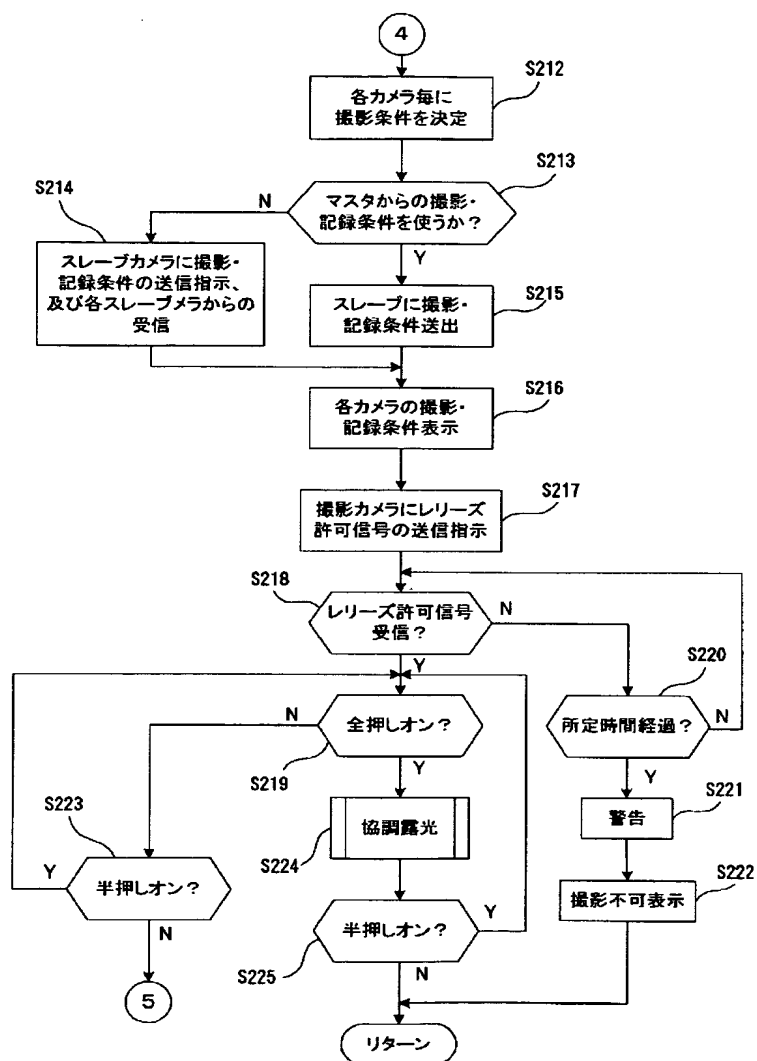 4
S212
各カメラ毎に
撮影条件を決定
S213
マスタからの撮影・
記録条件を使うか？
N
Y
S214
スレーブカメラに撮影・
記録条件の送信指示、
及び各スレーブメラからの
受信
S215
スレーブに撮影・
記録条件送出
S216
各カメラの撮影・
記録条件表示
S217
撮影カメラにレリーズ
許可信号の送信指示
S218
レリーズ許可信号
受信？
N
Y
S220
所定時間経過？
N
Y
S219
全押しオン？
N
Y
S221
警告
S223
半押しオン？
Y
N
S224
協調露光
S222
撮影不可表示
半押しオン？
Y
S225
N
5
リターン